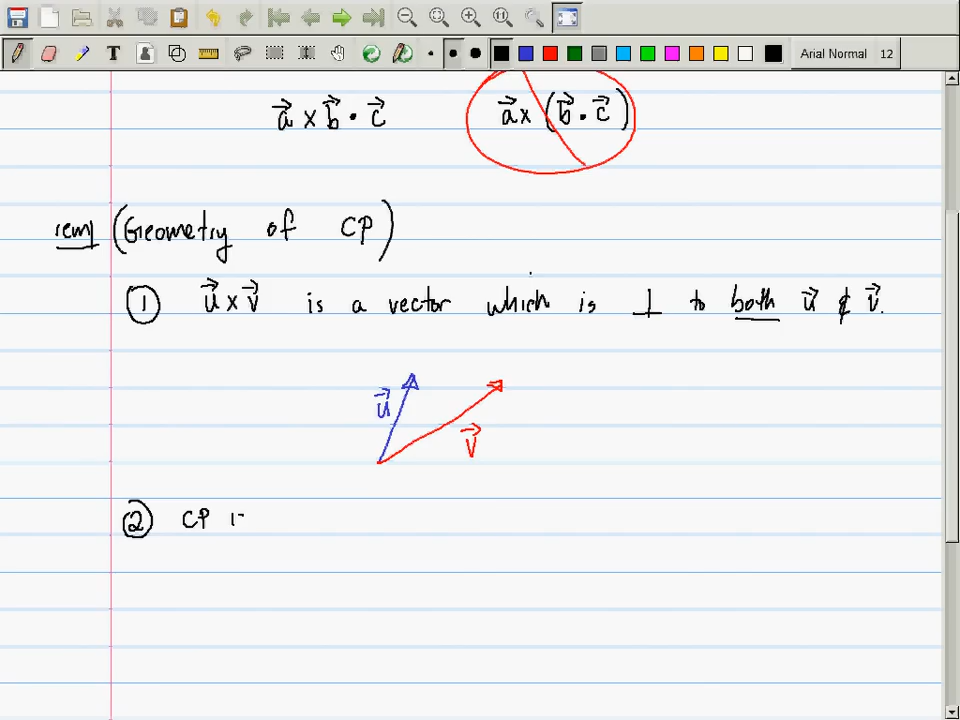 a⃗ × b⃗ · c⃗   a⃗ × (b⃗ · c⃗)
rem (Geometry of CP)
① u⃗ × v⃗ is a vector which is ⊥ to both u⃗ & v⃗.
u⃗
v⃗
② CP
T
Arial Normal 12